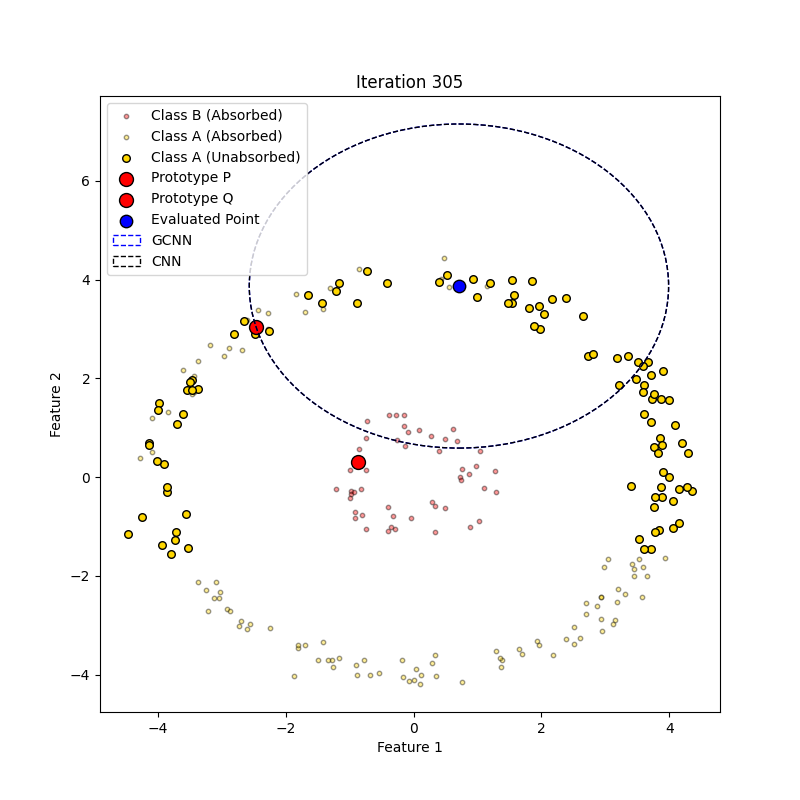 Iteration 305
Class B (Absorbed)
Class A (Absorbed)
Class A (Unabsorbed)
Prototype P
Prototype Q
Evaluated Point
GCNN
CNN
6
4
2
0
−2
−4
Feature 2
−4
−2
0
2
4
Feature 1